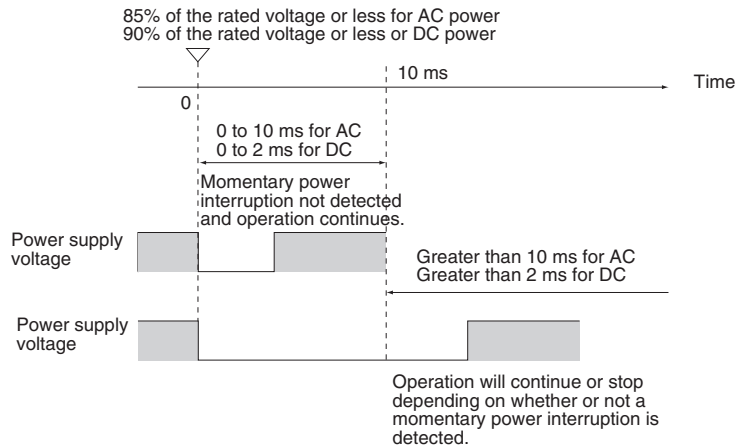 85% of the rated voltage or less for AC power
90% of the rated voltage or less or DC power
10 ms
Time
0
0 to 10 ms for AC
0 to 2 ms for DC
Momentary power
interruption not detected
and operation continues.
Power supply
voltage
Greater than 10 ms for AC
Greater than 2 ms for DC
Power supply
voltage
Operation will continue or stop
depending on whether or not a
momentary power interruption is
detected.